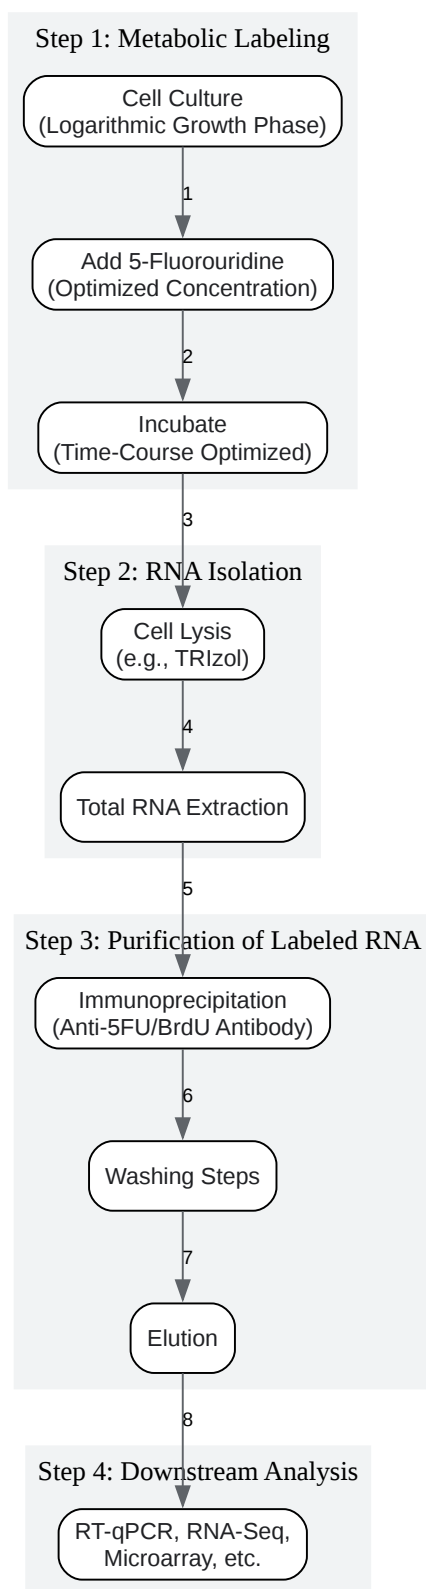 Step 1: Metabolic Labeling
Cell Culture
(Logarithmic Growth Phase)
1
Add 5-Fluorouridine
(Optimized Concentration)
2
Incubate
(Time-Course Optimized)
3
Step 2: RNA Isolation
Cell Lysis
(e.g., TRIzol)
4
Total RNA Extraction
5
Step 3: Purification of Labeled RNA
Immunoprecipitation
(Anti-5FU/BrdU Antibody)
6
Washing Steps
7
Elution
8
Step 4: Downstream Analysis
RT-qPCR, RNA-Seq,
Microarray, etc.